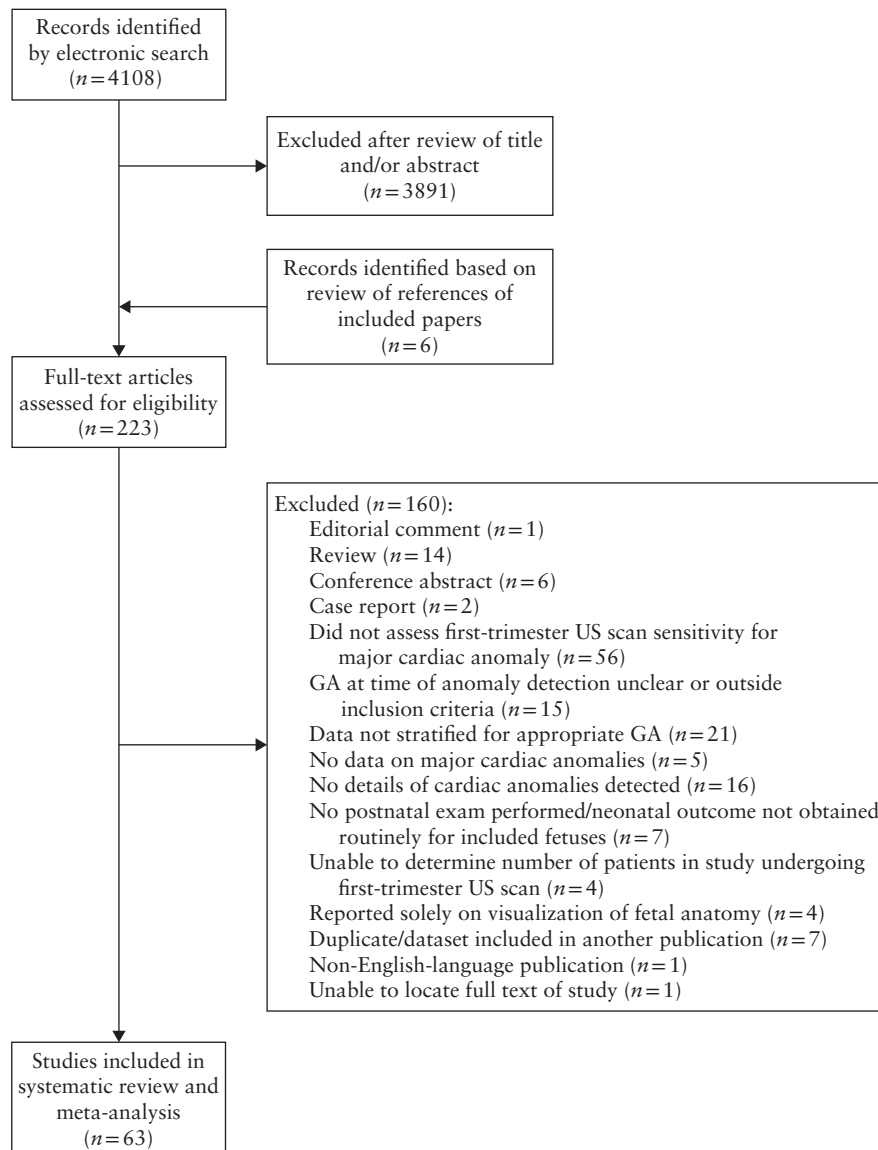 Records identified
by electronic search
(n=4108)
Excluded after review of title
and/or abstract
(n=3891)
Records identified based on
review of references of
included papers
(n=6)
Full-text articles
assessed for eligibility
(n=223)
Excluded (n=160):
Editorial comment (n=1)
Review (n=14)
Conference abstract (n=6)
Case report (n=2)
Did not assess first-trimester US scan sensitivity for
major cardiac anomaly (n=56)
GA at time of anomaly detection unclear or outside
inclusion criteria (n=15)
Data not stratified for appropriate GA (n=21)
No data on major cardiac anomalies (n=5)
No details of cardiac anomalies detected (n=16)
No postnatal exam performed/neonatal outcome not obtained
routinely for included fetuses (n=7)
Unable to determine number of patients in study undergoing
first-trimester US scan (n=4)
Reported solely on visualization of fetal anatomy (n=4)
Duplicate/dataset included in another publication (n=7)
Non-English-language publication (n=1)
Unable to locate full text of study (n=1)
Studies included in
systematic review and
meta-analysis
(n=63)